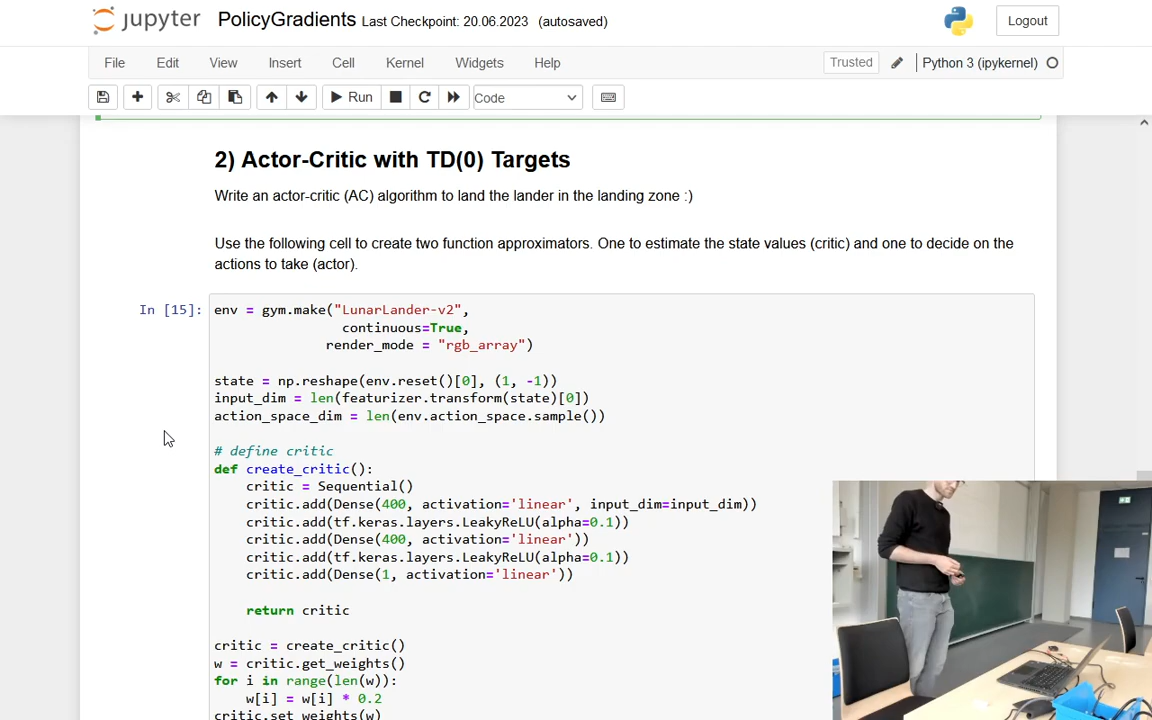 jupyter PolicyGradients Last Checkpoint: 20.06.2023 (autosaved)
Logout
File Edit View Insert Cell Kernel Widgets Help
Trusted
Python 3 (ipykernel)
Run
Code
2) Actor-Critic with TD(0) Targets
Write an actor-critic (AC) algorithm to land the lander in the landing zone :)
Use the following cell to create two function approximators. One to estimate the state values (critic) and one to decide on the
actions to take (actor).
In [15]:
env = gym.make("LunarLander-v2",
continuous=True,
render_mode = "rgb_array")
state = np.reshape(env.reset()[0], (1, -1))
input_dim = len(featurizer.transform(state)[0])
action_space_dim = len(env.action_space.sample())
# define critic
def create_critic():
critic = Sequential()
critic.add(Dense(400, activation='linear', input_dim=input_dim))
critic.add(tf.keras.layers.LeakyReLU(alpha=0.1))
critic.add(Dense(400, activation='linear'))
critic.add(tf.keras.layers.LeakyReLU(alpha=0.1))
critic.add(Dense(1, activation='linear'))
return critic
critic = create_critic()
w = critic.get_weights()
for i in range(len(w)):
w[i] = w[i] * 0.2
critic.set_weights(w)